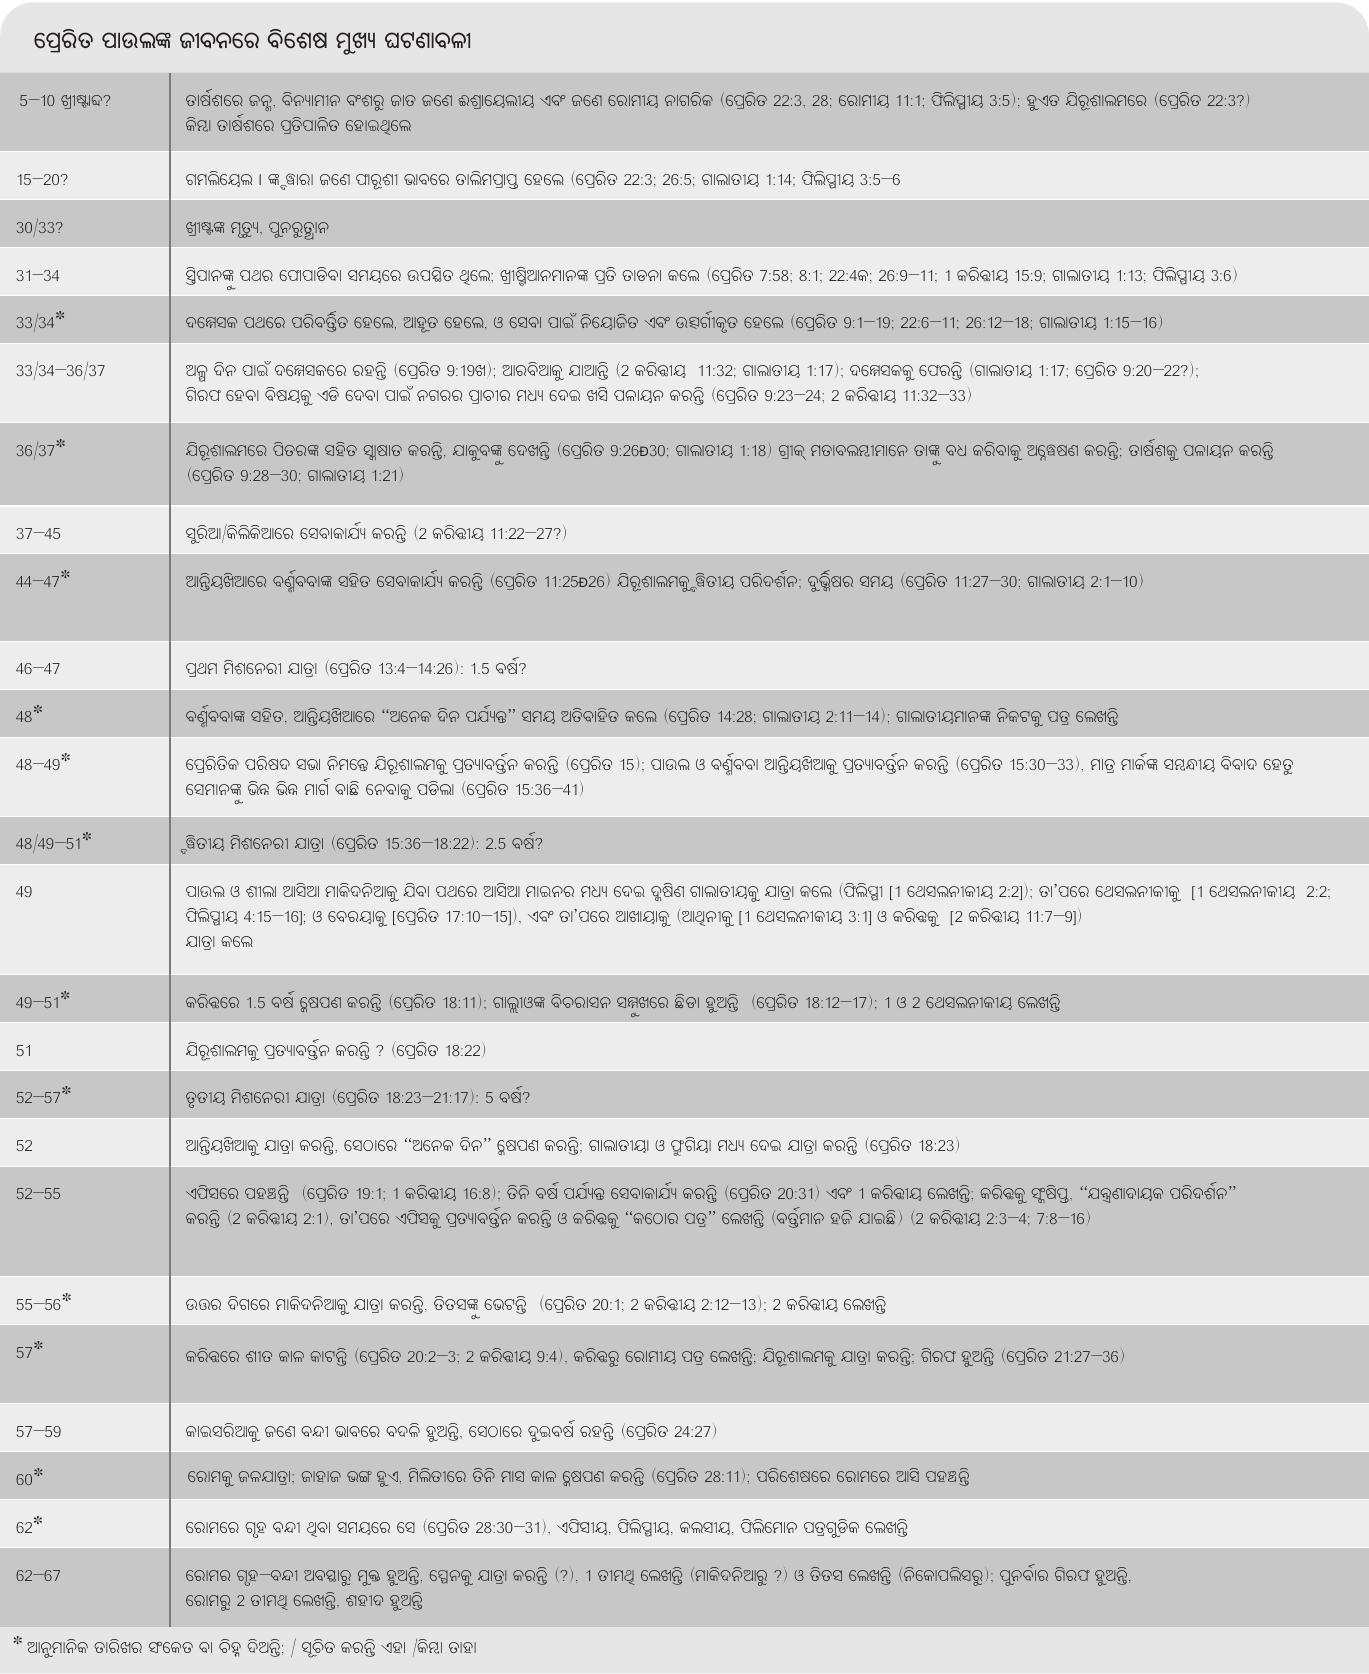 ପ୍ରେରିତ ପାଉଲଙ୍କ ଜୀବନରେ ବିଶେଷ ମୁଖ୍ୟ ଘଟଣାବଳୀ
5–10 ଖ୍ରୀଷ୍ଟାବ୍ଦ? ତାର୍ଷଶରେ ଜନ୍ମ, ବିନ୍ୟାମୀନ ବଂଶରୁ ଜାତ ଜଣେ ଈଶ୍ରାୟେଲୀୟ ଏବଂ ଜଣେ ରୋମୀୟ ନାଗରିକ (ପ୍ରେରିତ 22:3, 28; ରୋମୀୟ 11:1; ଫିଲିପ୍ପୀୟ 3:5); ହୁଏତ ଯିରୂଶାଲମରେ (ପ୍ରେରିତ 22:3?)
କିମ୍ବା ତାର୍ଷଶରେ ପ୍ରତିପାଳିତ ହୋଇଥିଲେ
15–20? ଗମଲିୟେଲ I ଙ୍କ ଦ୍ୱାରା ଜଣେ ଫାରୂଶୀ ଭାବରେ ତାଲିମପ୍ରାପ୍ତ ହେଲେ (ପ୍ରେରିତ 22:3; 26:5; ଗାଲାତୀୟ 1:14; ଫିଲିପ୍ପୀୟ 3:5–6
30/33? ଖ୍ରୀଷ୍ଟଙ୍କ ମୃତ୍ୟୁ, ପୁନରୁତ୍ଥାନ
31–34 ସ୍ତିପାନଙ୍କୁ ପଥର ଫୋପାଡିବା ସମୟରେ ଉପସ୍ଥିତ ଥିଲେ; ଖ୍ରୀଷ୍ଟିଆନମାନଙ୍କ ପ୍ରତି ତାଡନା କଲେ (ପ୍ରେରିତ 7:58; 8:1; 22:4କ; 26:9–11; 1 କରିନ୍ଥୀୟ 15:9; ଗାଲାତୀୟ 1:13; ଫିଲିପ୍ପୀୟ 3:6)
33/34* ଦମ୍ମେସକ ପଥରେ ପରିବର୍ତ୍ତିତ ହେଲେ, ଆହୂତ ହେଲେ, ଓ ସେବା ପାଇଁ ନିୟୋଜିତ ଏବଂ ଉତ୍ସର୍ଗୀକୃତ ହେଲେ (ପ୍ରେରିତ 9:1–19; 22:6–11; 26:12–18; ଗାଲାତୀୟ 1:15–16)
33/34–36/37 ଅଳ୍ପ ଦିନ ପାଇଁ ଦମ୍ମେସକରେ ରହନ୍ତି (ପ୍ରେରିତ 9:19ଖ); ଆରବିଆକୁ ଯାଆନ୍ତି (2 କରିନ୍ଥୀୟ 11:32; ଗାଲାତୀୟ 1:17); ଦମ୍ମେସକକୁ ଫେରନ୍ତି (ଗାଲାତୀୟ 1:17; ପ୍ରେରିତ 9:20–22?);
ଗିରଫ ହେବା ବିଷୟକୁ ଏଡି ଦେବା ପାଇଁ ନଗରର ପ୍ରାଚୀର ମଧ୍ୟ ଦେଇ ଖସି ପଳାୟନ କରନ୍ତି (ପ୍ରେରିତ 9:23–24; 2 କରିନ୍ଥୀୟ 11:32–33)
36/37* ଯିରୂଶାଲମରେ ପିତରଙ୍କ ସହିତ ସାକ୍ଷାତ କରନ୍ତି, ଯାକୁବଙ୍କୁ ଦେଖନ୍ତି (ପ୍ରେରିତ 9:26Ð30; ଗାଲାତୀୟ 1:18) ଗ୍ରୀକ୍ ମତାବଲମ୍ବୀମାନେ ତାଙ୍କୁ ବଧ କରିବାକୁ ଅନ୍ୱେଷଣ କରନ୍ତି; ତାର୍ଷଶକୁ ପଳାୟନ କରନ୍ତି
(ପ୍ରେରିତ 9:28–30; ଗାଲାତୀୟ 1:21)
37–45 ସୁରିଆ/କିଲିକିଆରେ ସେବାକାର୍ଯ୍ୟ କରନ୍ତି (2 କରିନ୍ଥୀୟ 11:22–27?)
44–47* ଆନ୍ତିୟଖିଆରେ ବର୍ଣ୍ଣବବାଙ୍କ ସହିତ ସେବାକାର୍ଯ୍ୟ କରନ୍ତି (ପ୍ରେରିତ 11:25Ð26) ଯିରୂଶାଲମକୁ ଦ୍ୱିତୀୟ ପରିଦର୍ଶନ; ଦୁର୍ଭିକ୍ଷର ସମୟ (ପ୍ରେରିତ 11:27–30; ଗାଲାତୀୟ 2:1–10)
46–47 ପ୍ରଥମ ମିଶନେରୀ ଯାତ୍ରା (ପ୍ରେରିତ 13:4–14:26): 1.5 ବର୍ଷ?
48* ବର୍ଣ୍ଣବବାଙ୍କ ସହିତ, ଆନ୍ତିୟଖିଆରେ “ଅନେକ ଦିନ ପର୍ଯ୍ୟନ୍ତ” ସମୟ ଅତିବାହିତ କଲେ (ପ୍ରେରିତ 14:28; ଗାଲାତୀୟ 2:11–14); ଗାଲାତୀୟମାନଙ୍କ ନିକଟକୁ ପତ୍ର ଲେଖନ୍ତି
48–49* ପ୍ରେରିତିକ ପରିଷଦ ସଭା ନିମନ୍ତେ ଯିରୂଶାଲମକୁ ପ୍ରତ୍ୟାବର୍ତ୍ତନ କରନ୍ତି (ପ୍ରେରିତ 15); ପାଉଲ ଓ ବର୍ଣ୍ଣବବା ଆନ୍ତିୟଖିଆକୁ ପ୍ରତ୍ୟାବର୍ତ୍ତନ କରନ୍ତି (ପ୍ରେରିତ 15:30–33), ମାତ୍ର ମାର୍କଙ୍କ ସମ୍ବନ୍ଧୀୟ ବିବାଦ ହେତୁ
ସେମାନଙ୍କୁ ଭିନ୍ନ ଭିନ୍ନ ମାର୍ଗ ବାଛି ନେବାକୁ ପଡିଲା (ପ୍ରେରିତ 15:36–41)
48/49–51* ଦ୍ୱିତୀୟ ମିଶନେରୀ ଯାତ୍ରା (ପ୍ରେରିତ 15:36–18:22): 2.5 ବର୍ଷ?
49 ପାଉଲ ଓ ଶୀଲା ଆସିଆ ମାକିଦନିଆକୁ ଯିବା ପଥରେ ଆସିଆ ମାଇନର ମଧ୍ୟ ଦେଇ ଦକ୍ଷିଣ ଗାଲାତୀୟକୁ ଯାତ୍ରା କଲେ (ଫିଲିପ୍ପୀ [1 ଥେସଲନୀକୀୟ 2:2]); ତା’ପରେ ଥେସଲନୀକୀକୁ [1 ଥେସଲନୀକୀୟ 2:2;
ଫିଲିପ୍ପୀୟ 4:15–16]; ଓ ବେରୟାକୁ [ପ୍ରେରିତ 17:10–15]), ଏବଂ ତା’ପରେ ଆଖାୟାକୁ (ଆଥିନୀକୁ [1 ଥେସଲନୀକୀୟ 3:1] ଓ କରିନ୍ଥକୁ [2 କରିନ୍ଥୀୟ 11:7–9])
ଯାତ୍ରା କଲେ
49–51* କରିନ୍ଥରେ 1.5 ବର୍ଷ କ୍ଷେପଣ କରନ୍ତି (ପ୍ରେରିତ 18:11); ଗାଲ୍ଲୀଓଙ୍କ ବିଚରାସନ ସମ୍ମୁଖରେ ଛିଡା ହୁଅନ୍ତି (ପ୍ରେରିତ 18:12–17); 1 ଓ 2 ଥେସଲନୀକୀୟ ଲେଖନ୍ତି
51 ଯିରୂଶାଲମକୁ ପ୍ରତ୍ୟାବର୍ତ୍ତନ କରନ୍ତି ? (ପ୍ରେରିତ 18:22)
52–57* ତୃତୀୟ ମିଶନେରୀ ଯାତ୍ରା (ପ୍ରେରିତ 18:23–21:17): 5 ବର୍ଷ?
52 ଆନ୍ତିୟଖିଆକୁ ଯାତ୍ରା କରନ୍ତି, ସେଠାରେ “ଅନେକ ଦିନ” କ୍ଷେପଣ କରନ୍ତି; ଗାଲାତୀୟା ଓ ଫ୍ରୁଗିୟା ମଧ୍ୟ ଦେଇ ଯାତ୍ରା କରନ୍ତି (ପ୍ରେରିତ 18:23)
52–55 ଏଫିସରେ ପହଞ୍ଚନ୍ତି (ପ୍ରେରିତ 19:1; 1 କରିନ୍ଥୀୟ 16:8); ତିନି ବର୍ଷ ପର୍ଯ୍ୟନ୍ତ ସେବାକାର୍ଯ୍ୟ କରନ୍ତି (ପ୍ରେରିତ 20:31) ଏବଂ 1 କରିନ୍ଥୀୟ ଲେଖନ୍ତି; କରିନ୍ଥକୁ ସଂକ୍ଷିପ୍ତ, “ଯନ୍ତ୍ରଣାଦାୟକ ପରିଦର୍ଶନ”
କରନ୍ତି (2 କରିନ୍ଥୀୟ 2:1), ତା’ପରେ ଏଫିସକୁ ପ୍ରତ୍ୟାବର୍ତ୍ତନ କରନ୍ତି ଓ କରିନ୍ଥକୁ “କଠୋର ପତ୍ର” ଲେଖନ୍ତି (ବର୍ତ୍ତମାନ ହଜି ଯାଇଛି) (2 କରିନ୍ଥୀୟ 2:3–4; 7:8–16)
55–56* ଉତ୍ତର ଦିଗରେ ମାକିଦନିଆକୁ ଯାତ୍ରା କରନ୍ତି, ତିତସଙ୍କୁ ଭେଟନ୍ତି (ପ୍ରେରିତ 20:1; 2 କରିନ୍ଥୀୟ 2:12–13); 2 କରିନ୍ଥୀୟ ଲେଖନ୍ତି
57* କରିନ୍ଥରେ ଶୀତ କାଳ କାଟନ୍ତି (ପ୍ରେରିତ 20:2–3; 2 କରିନ୍ଥୀୟ 9:4), କରିନ୍ଥରୁ ରୋମୀୟ ପତ୍ର ଲେଖନ୍ତି; ଯିରୂଶାଲମକୁ ଯାତ୍ରା କରନ୍ତି; ଗିରଫ ହୁଅନ୍ତି (ପ୍ରେରିତ 21:27–36)
57–59 କାଇସରିଆକୁ ଜଣେ ବନ୍ଦୀ ଭାବରେ ବଦଳି ହୁଅନ୍ତି, ସେଠାରେ ଦୁଇବର୍ଷ ରହନ୍ତି (ପ୍ରେରିତ 24:27)
60* ରୋମକୁ ଜଳଯାତ୍ରା; ଜାହାଜ ଭଙ୍ଗ ହୁଏ, ମିଲିତୀରେ ତିନି ମାସ କାଳ କ୍ଷେପଣ କରନ୍ତି (ପ୍ରେରିତ 28:11); ପରିଶେଷରେ ରୋମରେ ଆସି ପହଞ୍ଚନ୍ତି
62* ରୋମରେ ଗୃହ ବନ୍ଦୀ ଥିବା ସମୟରେ ସେ (ପ୍ରେରିତ 28:30–31), ଏଫିସୀୟ, ଫିଲିପ୍ପୀୟ, କଲସୀୟ, ଫିଲିମୋନ ପତ୍ରଗୁଡିକ ଲେଖନ୍ତି
62–67 ରୋମର ଗୃହ–ବନ୍ଦୀ ଅବସ୍ଥାରୁ ମୁକ୍ତ ହୁଅନ୍ତି, ସ୍ପେନକୁ ଯାତ୍ରା କରନ୍ତି (?), 1 ତୀମଥି ଲେଖନ୍ତି (ମାକିଦନିଆରୁ ?) ଓ ତିତସ ଲେଖନ୍ତି (ନିକୋପଲିସରୁ); ପୁନର୍ବାର ଗିରଫ ହୁଅନ୍ତି,
ରୋମରୁ 2 ତୀମଥି ଲେଖନ୍ତି, ଶହୀଦ ହୁଅନ୍ତି
* ଆନୁମାନିକ ତାରିଖର ସଂକେତ ବା ଚିହ୍ନ ଦିଅନ୍ତି; / ସୂଚିତ କରନ୍ତି ଏହା /କିମ୍ବା ତାହା